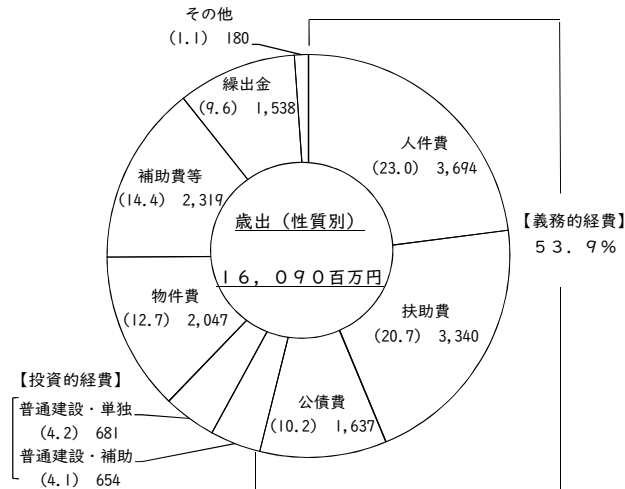 その他
(1.1) 180
繰出金
(9.6) 1,538
人件費
(23.0) 3,694
補助費等
(14.4) 2,319
歳出（性質別）
16，090百万円
【義務的経費】
53.9%
物件費
(12.7) 2,047
扶助費
(20.7) 3,340
【投資的経費】
普通建設・単独
(4.2) 681
普通建設・補助
(4.1) 654
公債費
(10.2) 1,637